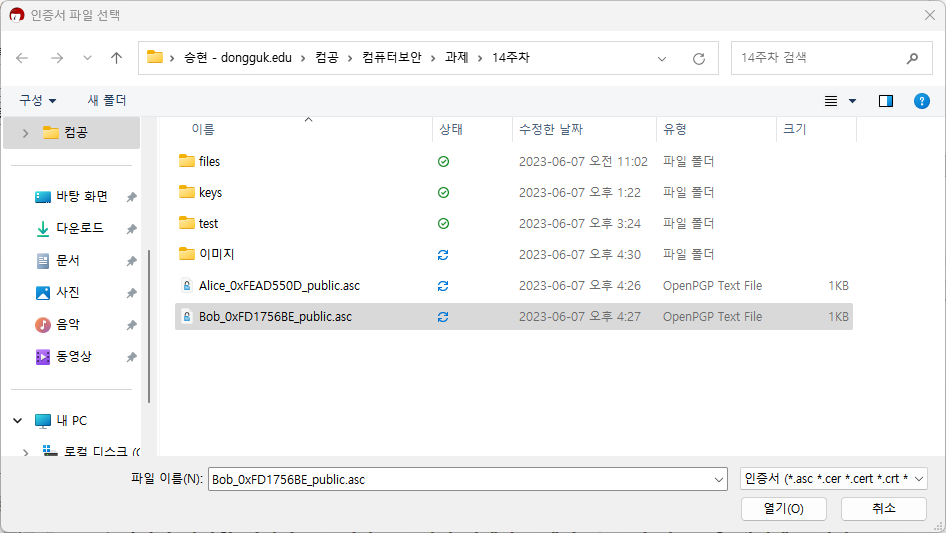 인증서 파일 선택
승현 - dongguk.edu › 컴공 › 컴퓨터보안 › 과제 › 14주차
14주차 검색
구성 새 폴더
이름 상태 수정한 날짜 유형 크기
컴공
바탕 화면
다운로드
문서
사진
음악
동영상
내 PC
로컬 디스크 (
files 2023-06-07 오전 11:02 파일 폴더
keys 2023-06-07 오후 1:22 파일 폴더
test 2023-06-07 오후 3:24 파일 폴더
이미지 2023-06-07 오후 4:30 파일 폴더
Alice_0xFEAD550D_public.asc 2023-06-07 오후 4:26 OpenPGP Text File 1KB
Bob_0xFD1756BE_public.asc 2023-06-07 오후 4:27 OpenPGP Text File 1KB
파일 이름(N): Bob_0xFD1756BE_public.asc 인증서 (*.asc *.cer *.cert *.crt *
열기(O) 취소